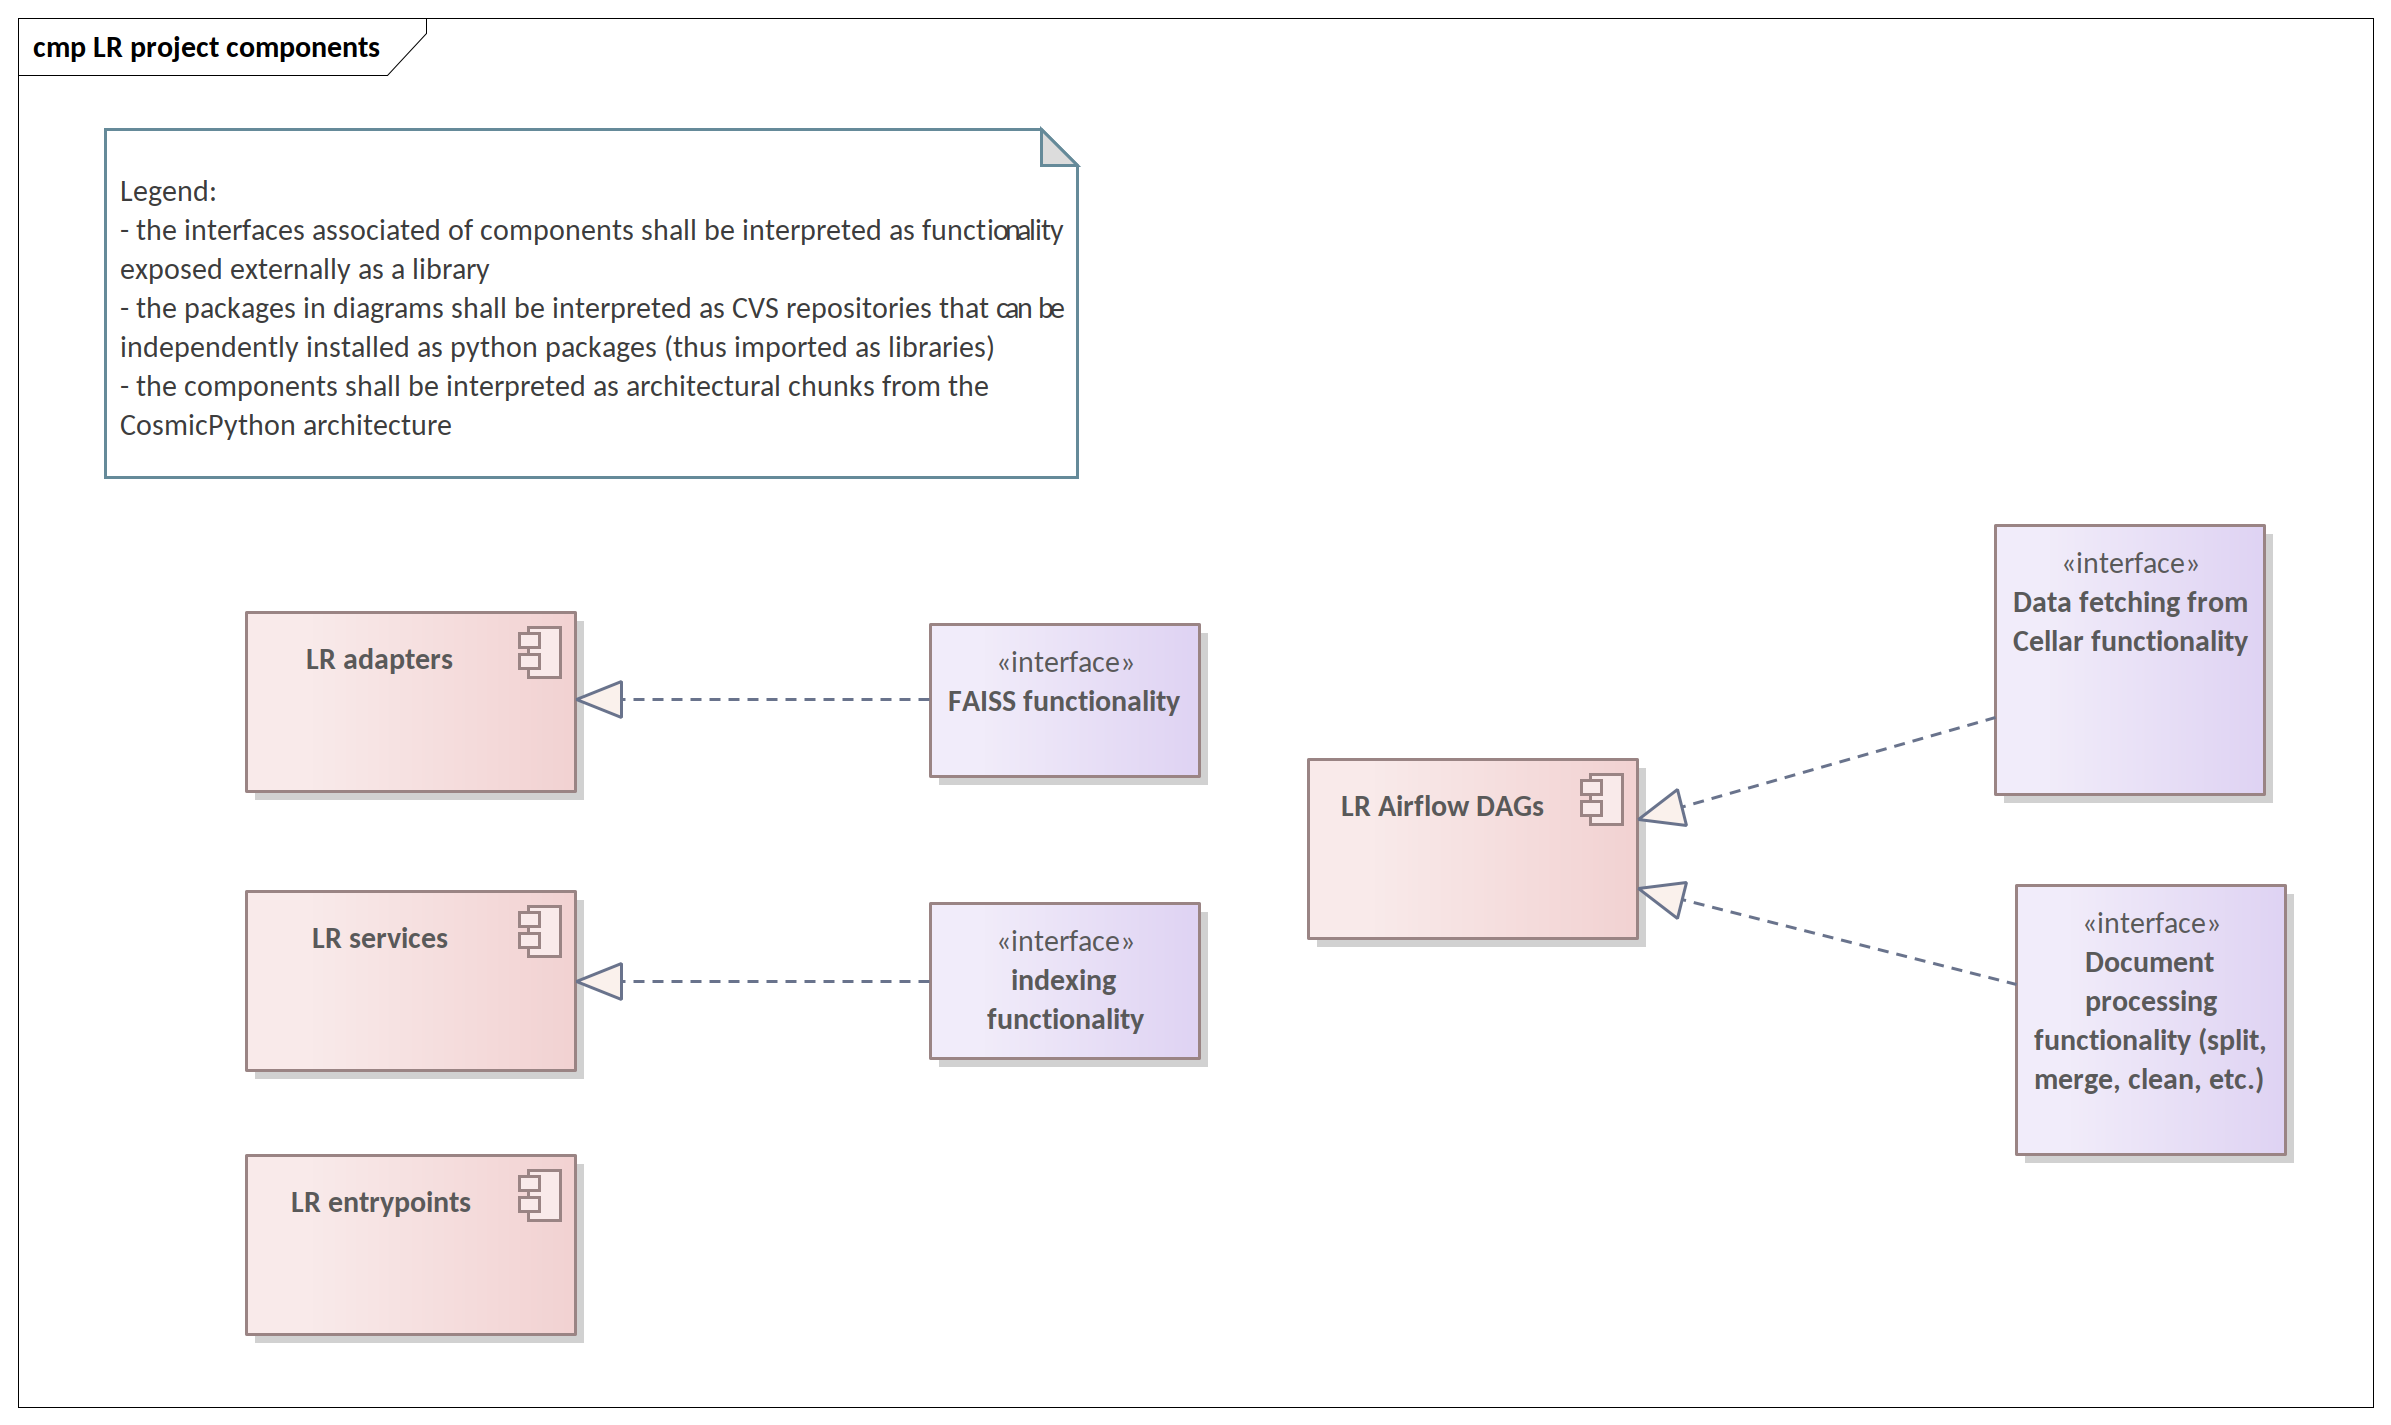 cmp LR project components
Legend:
- the interfaces associated of components shall be interpreted as functionality
exposed externally as a library
- the packages in diagrams shall be interpreted as CVS repositories that can be
independently installed as python packages (thus imported as libraries)
- the components shall be interpreted as architectural chunks from the
CosmicPython architecture
LR adapters
«interface»
FAISS functionality
LR services
«interface»
indexing
functionality
LR entrypoints
LR Airflow DAGs
«interface»
Data fetching from
Cellar functionality
«interface»
Document
processing
functionality (split,
merge, clean, etc.)